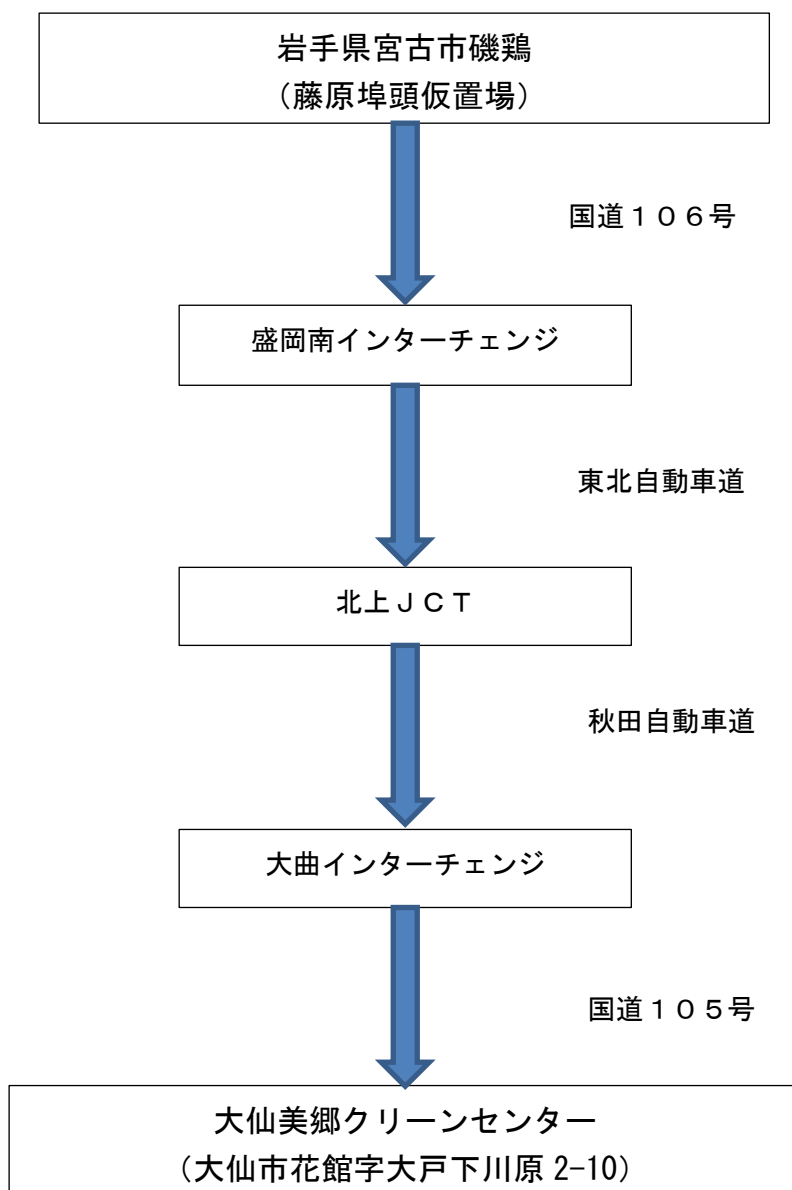 岩手県宮古市磯鶏
（藤原埠頭仮置場）
国道１０６号
盛岡南インターチェンジ
東北自動車道
北上ＪＣＴ
秋田自動車道
大曲インターチェンジ
国道１０５号
大仙美郷クリーンセンター
（大仙市花館字大戸下川原 2-10）